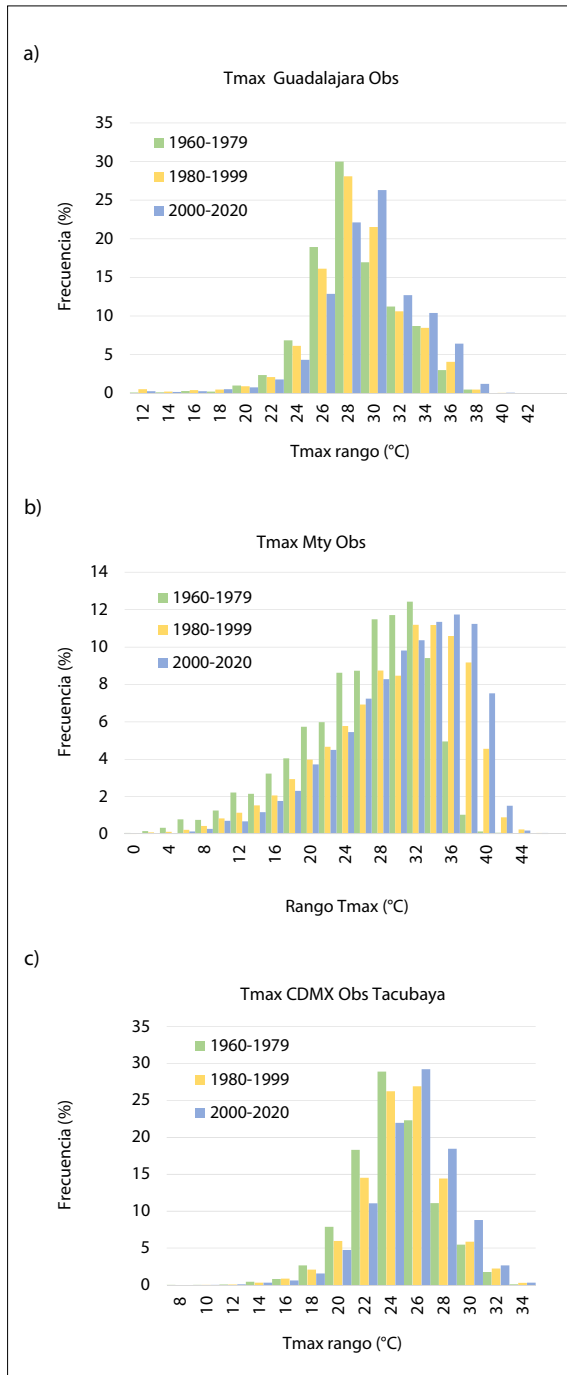 a)
Tmax Guadalajara Obs
35
30
25
20
15
10
5
0
Frecuencia (%)
1960-1979
1980-1999
2000-2020
12 14 16 18 20 22 24 26 28 30 32 34 36 38 40 42
Tmax rango (°C)
b)
Tmax Mty Obs
14
12
10
8
6
4
2
0
Frecuencia (%)
1960-1979
1980-1999
2000-2020
0 4 8 12 16 20 24 28 32 36 40 44
Rango Tmax (°C)
c)
Tmax CDMX Obs Tacubaya
35
30
25
20
15
10
5
0
Frecuencia (%)
1960-1979
1980-1999
2000-2020
8 10 12 14 16 18 20 22 24 26 28 30 32 34
Tmax rango (°C)